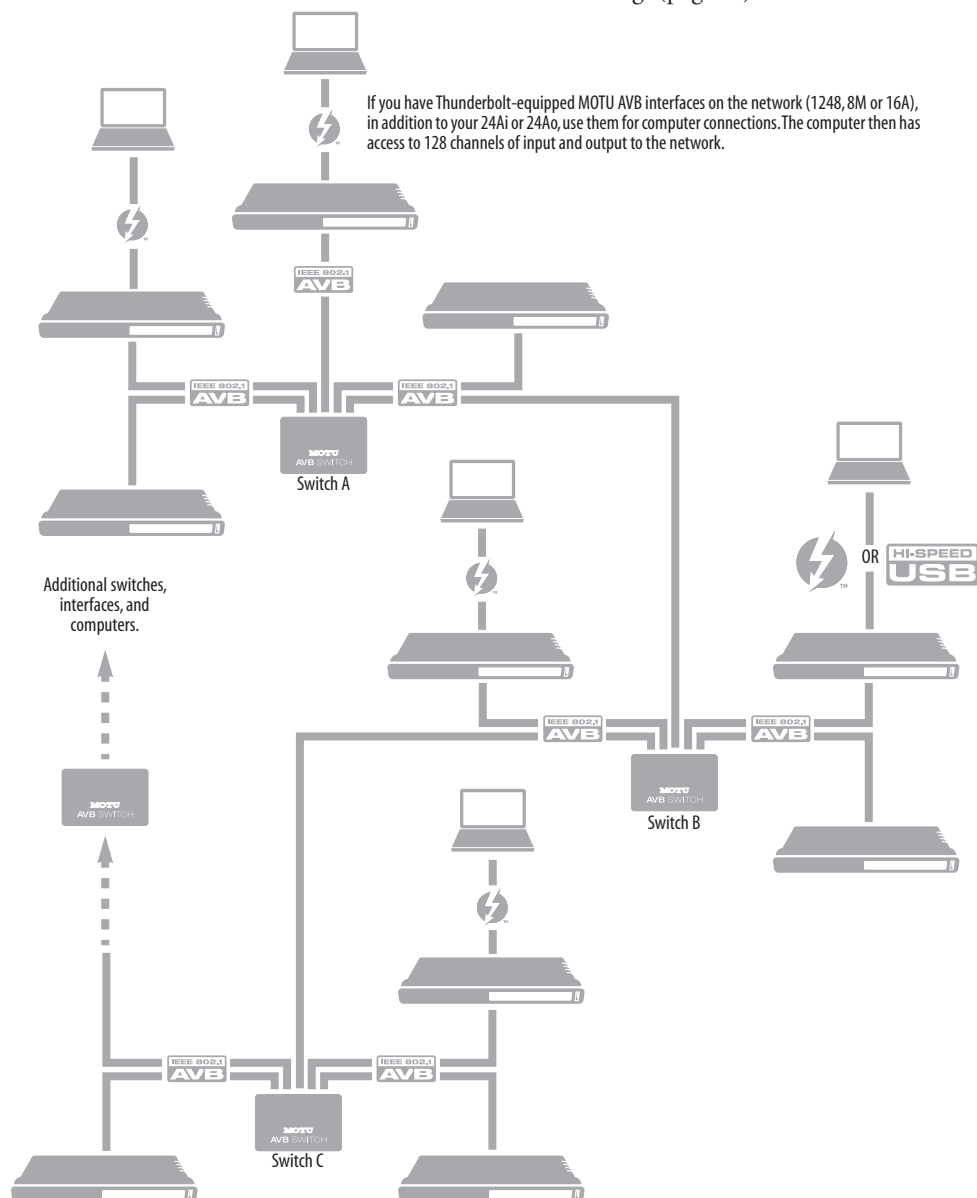 If you have Thunderbolt-equipped MOTU AVB interfaces on the network (1248, 8M or 16A),
in addition to your 24Ai or 24Ao, use them for computer connections. The computer then has
access to 128 channels of input and output to the network.
IEEE 802.1
AVB
IEEE 802.1
AVB
IEEE 802.1
AVB
MOTU
AVB SWITCH
Switch A
OR
HI-SPEED
USB
TM
Additional switches,
interfaces, and
computers.
IEEE 802.1
AVB
IEEE 802.1
AVB
MOTU
AVB SWITCH
Switch B
MOTU
AVB SWITCH
IEEE 802.1
AVB
IEEE 802.1
AVB
MOTU
AVB SWITCH
Switch C